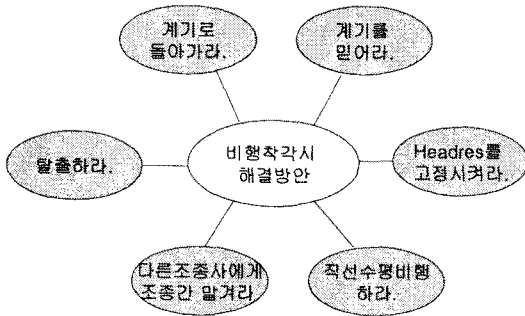 계기로
돌아가라.
계기를
믿어라.
비행착각시
해결방안
탈출하라.
Headres를
고정시켜라.
다른조종사에게
조종간 맡겨라
직선수평비행
하라.